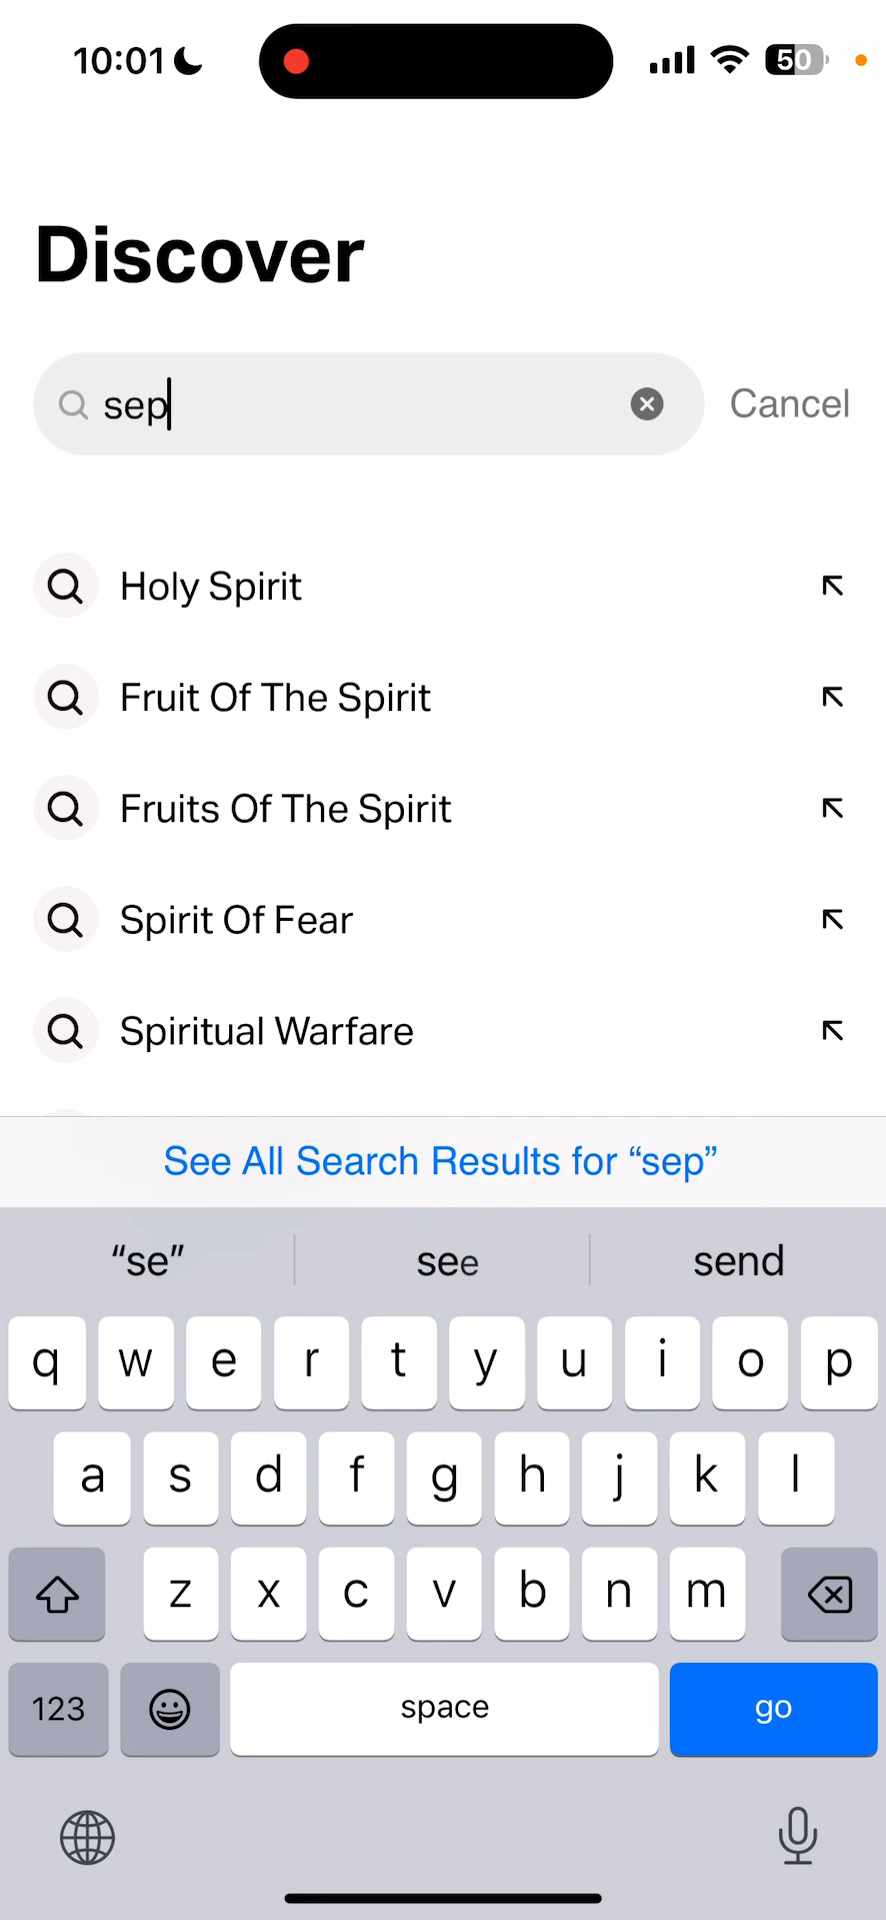 10:01
50
Discover
sep
Cancel
Holy Spirit
Fruit Of The Spirit
Fruits Of The Spirit
Spirit Of Fear
Spiritual Warfare
See All Search Results for “sep”
“se” see send
q w e r t y u i o p
a s d f g h j k l
z x c v b n m
123 space go